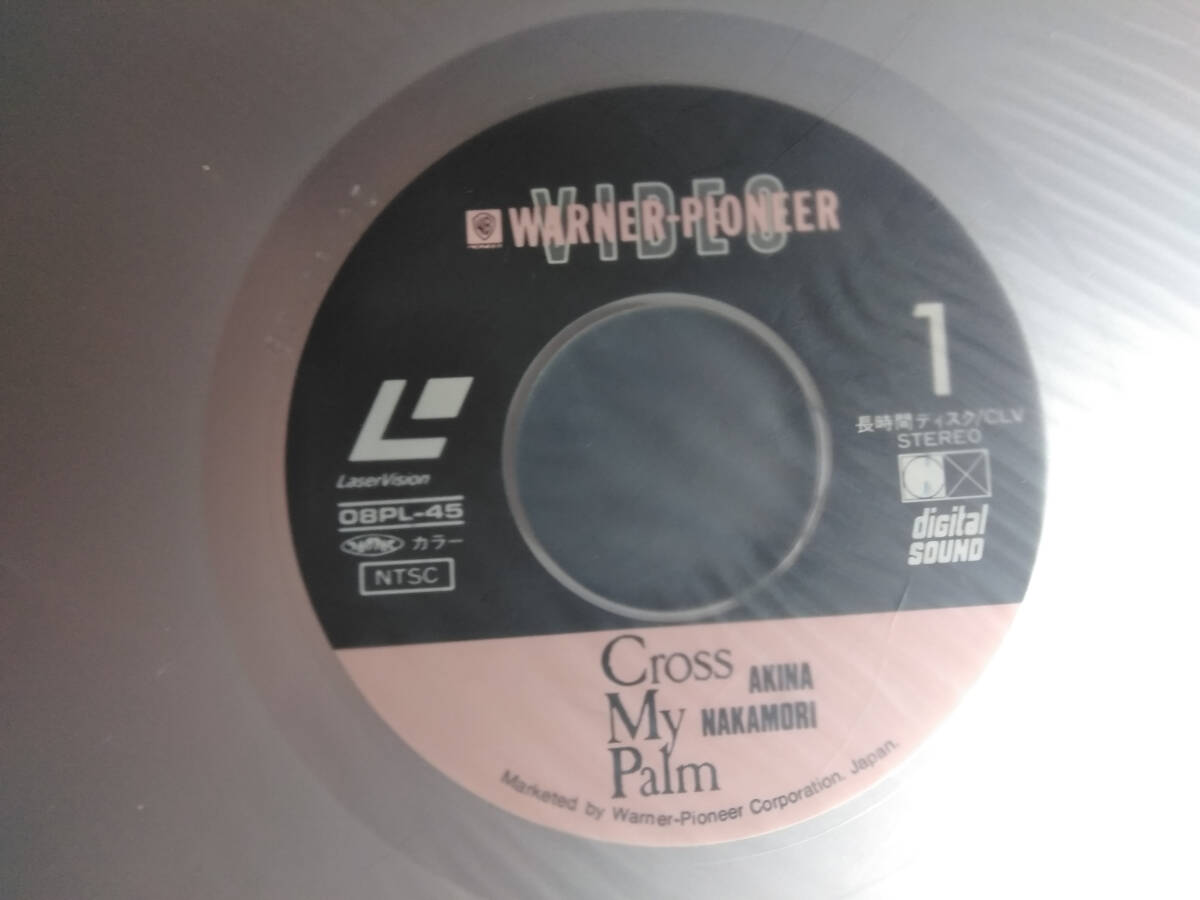 VIDEO
WARNER-PIONEER
PIONEER
1
長時間ディスク/CLV
STEREO
digital
SOUND
LaserVision
08PL-45
カラー
NTSC
Cross
My
Palm
AKINA
NAKAMORI
Marketed by Warner-Pioneer Corporation, Japan.